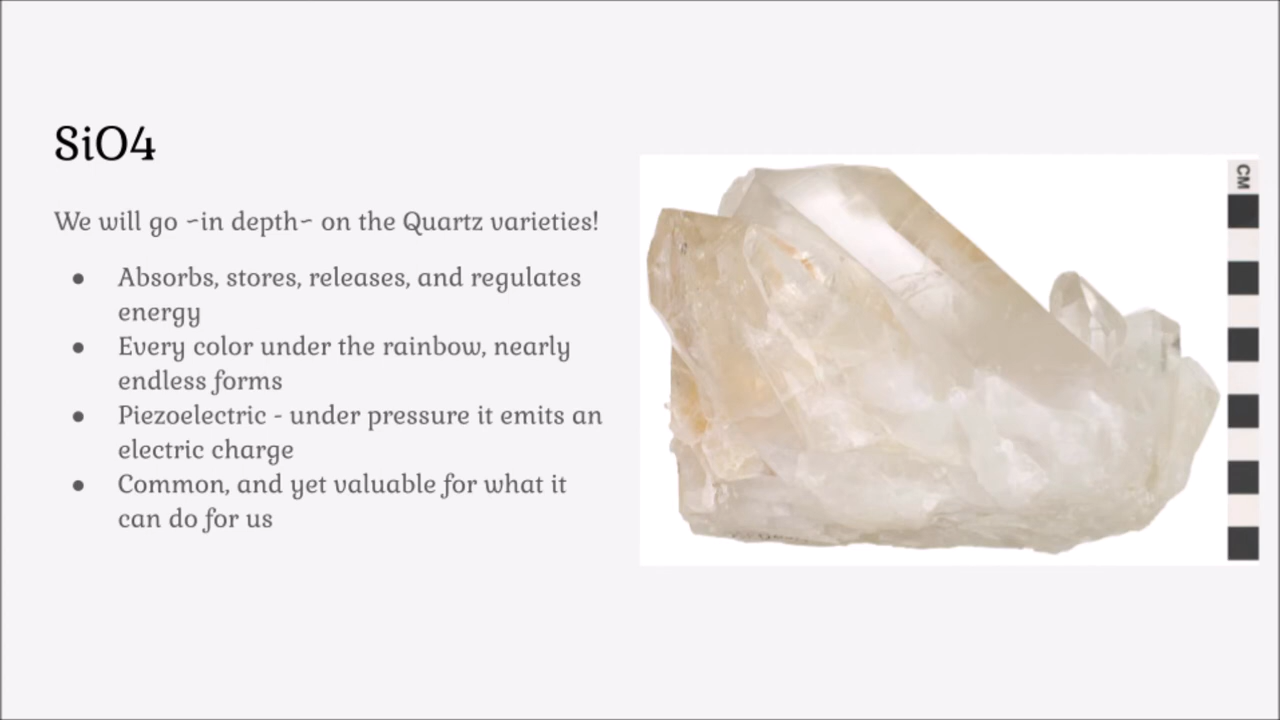 SiO4
We will go ~in depth~ on the Quartz varieties!
● Absorbs, stores, releases, and regulates
energy
● Every color under the rainbow, nearly
endless forms
● Piezoelectric - under pressure it emits an
electric charge
● Common, and yet valuable for what it
can do for us
CM